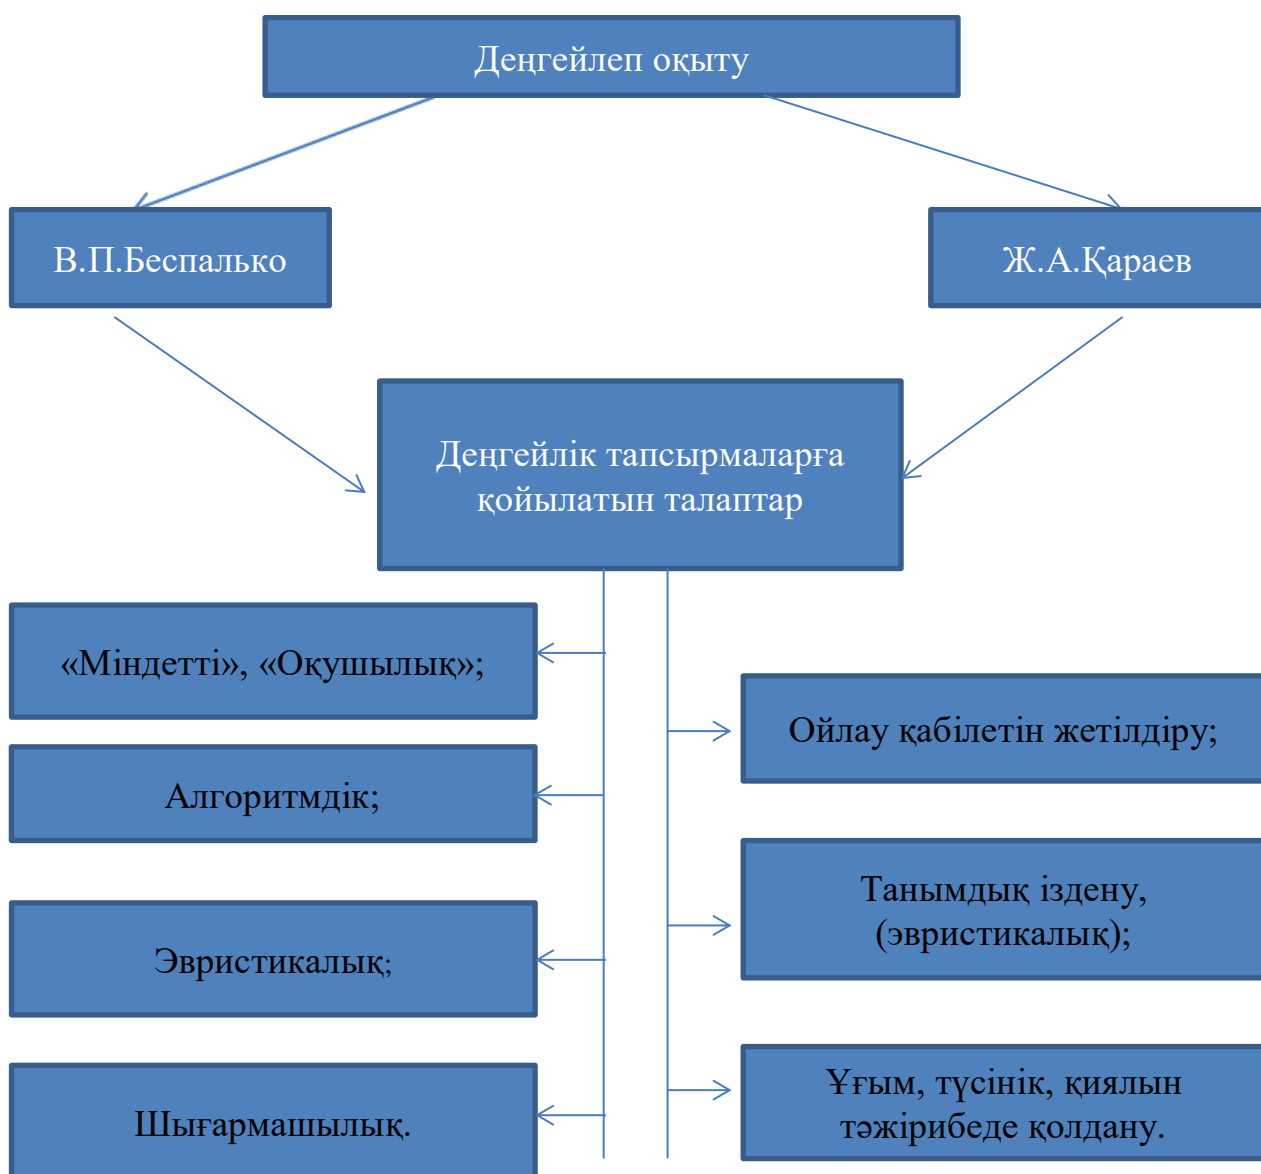 Деңгейлеп оқыту
В.П.Беспалько
Ж.А.Қараев
Деңгейлік тапсырмаларға
қойылатын талаптар
«Міндетті», «Оқушылық»;
Алгоритмдік;
Эвристикалық;
Шығармашылық.
Ойлау қабілетін жетілдіру;
Танымдық іздену,
(эвристикалық);
Ұғым, түсінік, қиялын
тәжірибеде қолдану.